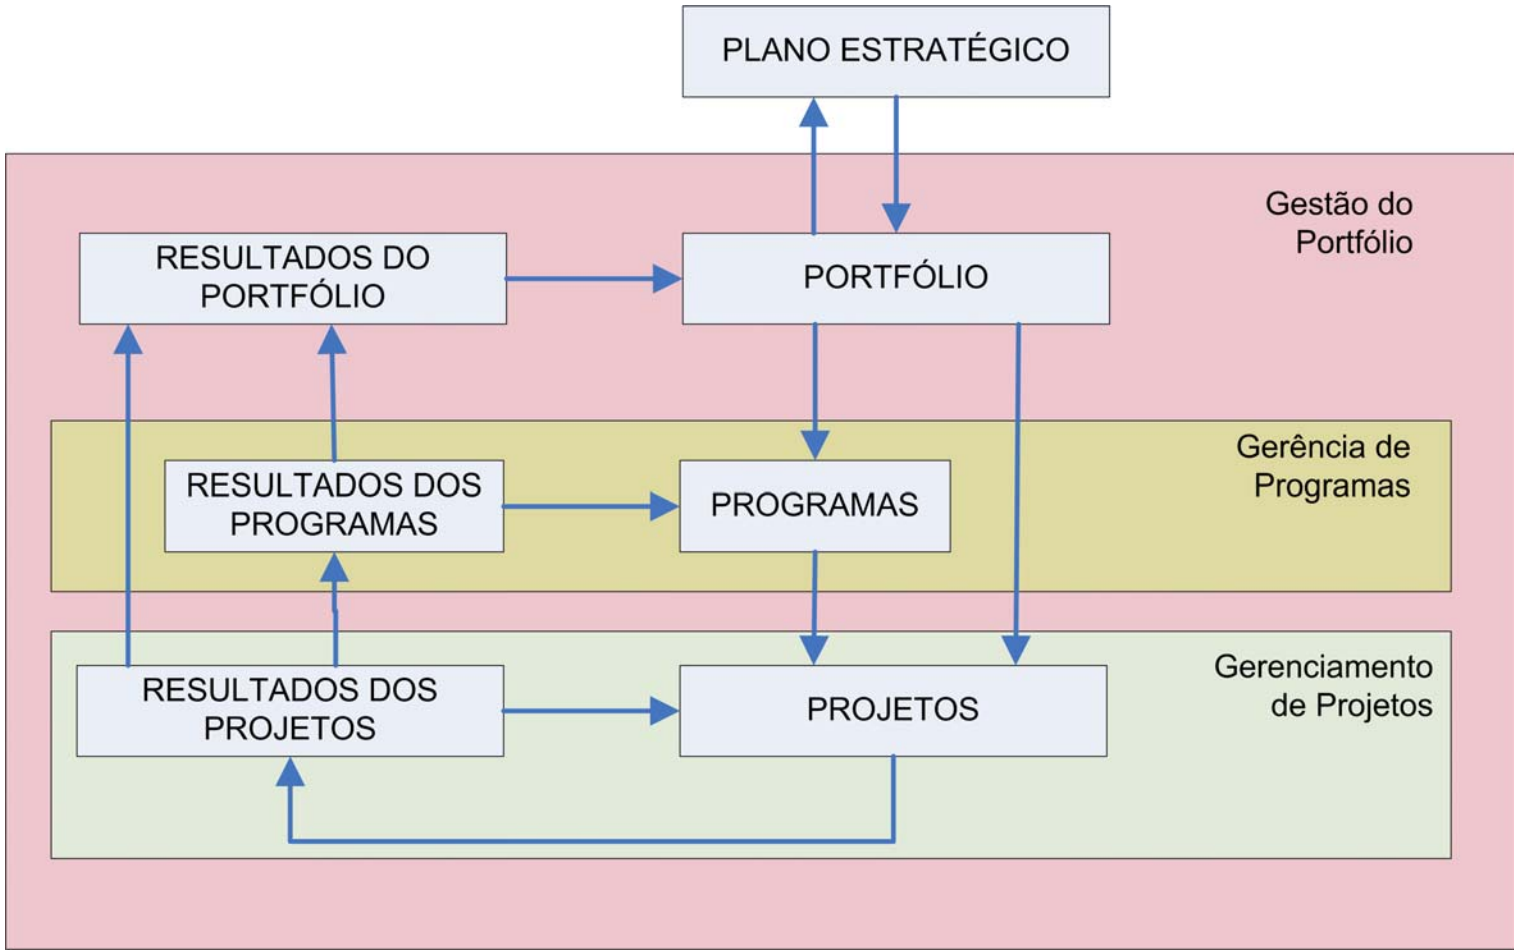 PLANO ESTRATÉGICO
Gestão do
Portfólio
RESULTADOS DO
PORTFÓLIO
PORTFÓLIO
Gerência de
Programas
RESULTADOS DOS
PROGRAMAS
PROGRAMAS
Gerenciamento
de Projetos
RESULTADOS DOS
PROJETOS
PROJETOS